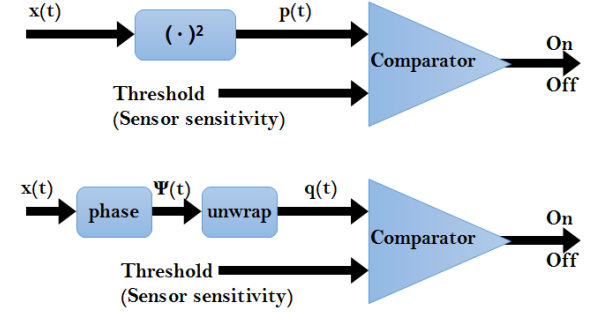 x(t)
( · )²
p(t)
Comparator
On
Off
Threshold
(Sensor sensitivity)
x(t)
phase
Ψ(t)
unwrap
q(t)
Comparator
On
Off
Threshold
(Sensor sensitivity)